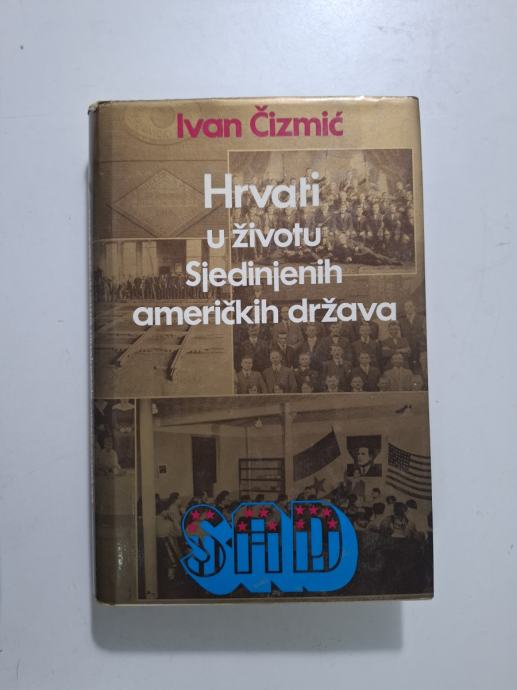 Ivan Čizmić
Hrvati
u životu
Sjedinjenih
američkih država
SAD